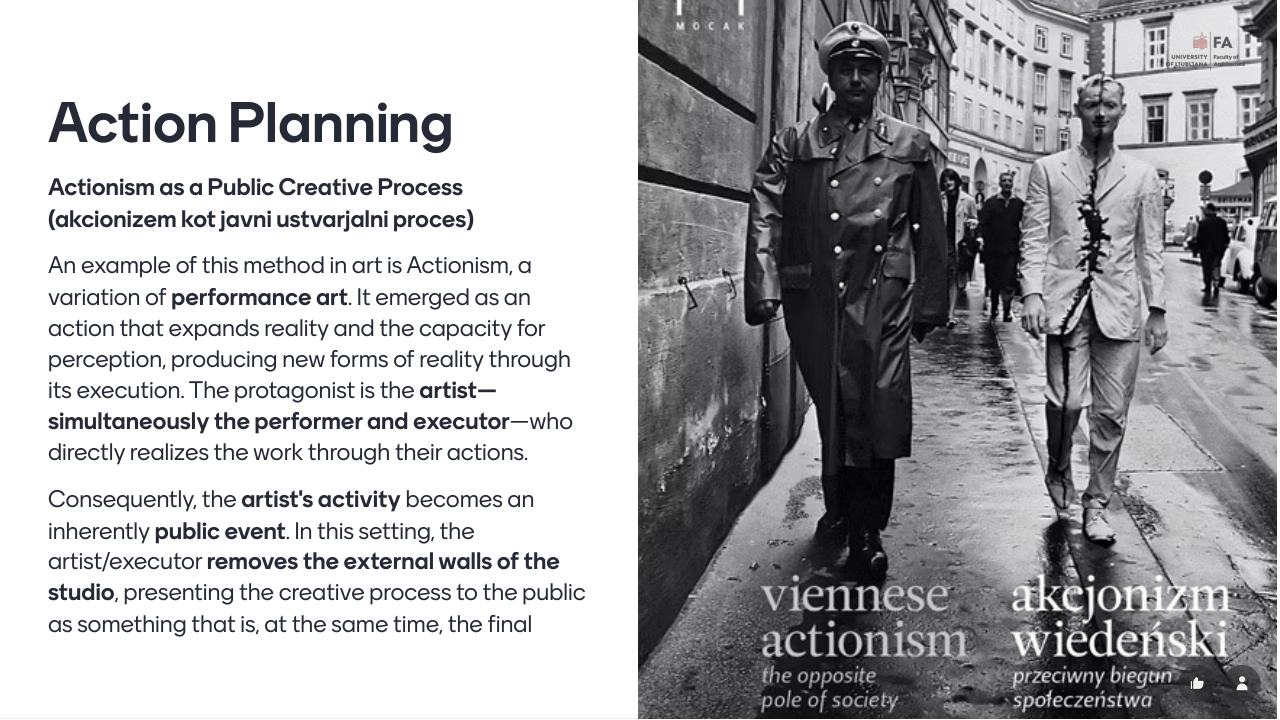 Action Planning
Actionism as a Public Creative Process
(akcionizem kot javni ustvarjalni proces)
An example of this method in art is Actionism, a
variation of performance art. It emerged as an
action that expands reality and the capacity for
perception, producing new forms of reality through
its execution. The protagonist is the artist—
simultaneously the performer and executor—who
directly realizes the work through their actions.
Consequently, the artist's activity becomes an
inherently public event. In this setting, the
artist/executor removes the external walls of the
studio, presenting the creative process to the public
as something that is, at the same time, the final
MOCAK
FA
UNIVERSITY
OF LJUBLJANA
Faculty of
Architecture
viennese
actionism
the opposite
pole of society
akcjonizm
wiedeński
przeciwny biegun
społeczeństwa